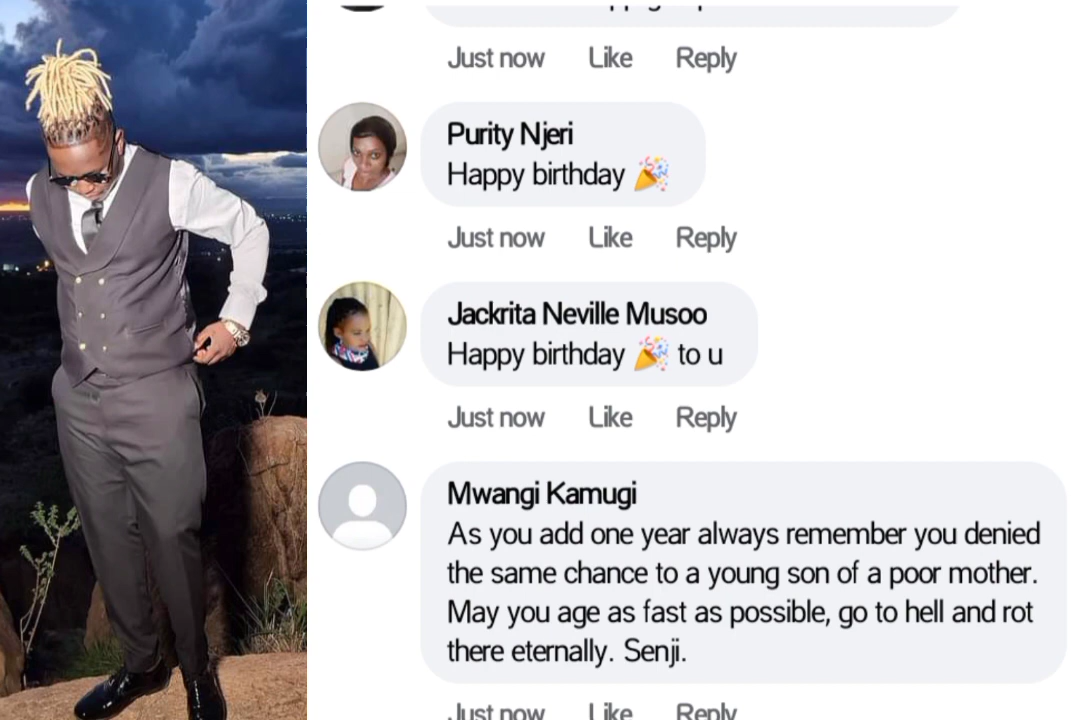 Just now Like Reply
Purity Njeri
Happy birthday 🎉
Just now Like Reply
Jackrita Neville Musoo
Happy birthday 🎉 to u
Just now Like Reply
Mwangi Kamugi
As you add one year always remember you denied
the same chance to a young son of a poor mother.
May you age as fast as possible, go to hell and rot
there eternally. Senji.
Just now Like Reply